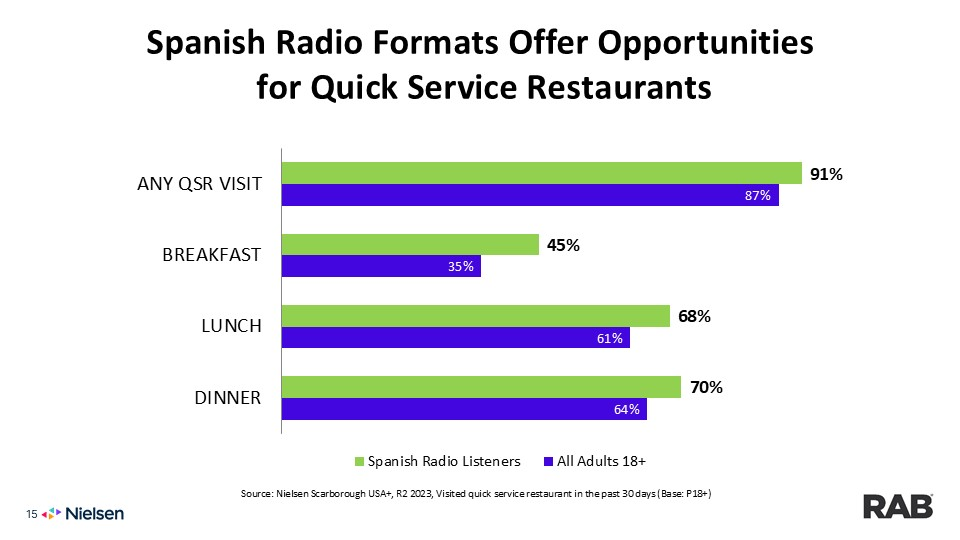 Spanish Radio Formats Offer Opportunities
for Quick Service Restaurants
ANY QSR VISIT
91%
87%
BREAKFAST
45%
35%
LUNCH
68%
61%
DINNER
70%
64%
Spanish Radio Listeners
All Adults 18+
Source: Nielsen Scarborough USA+, R2 2023, Visited quick service restaurant in the past 30 days (Base: P18+)
15
Nielsen
RAB